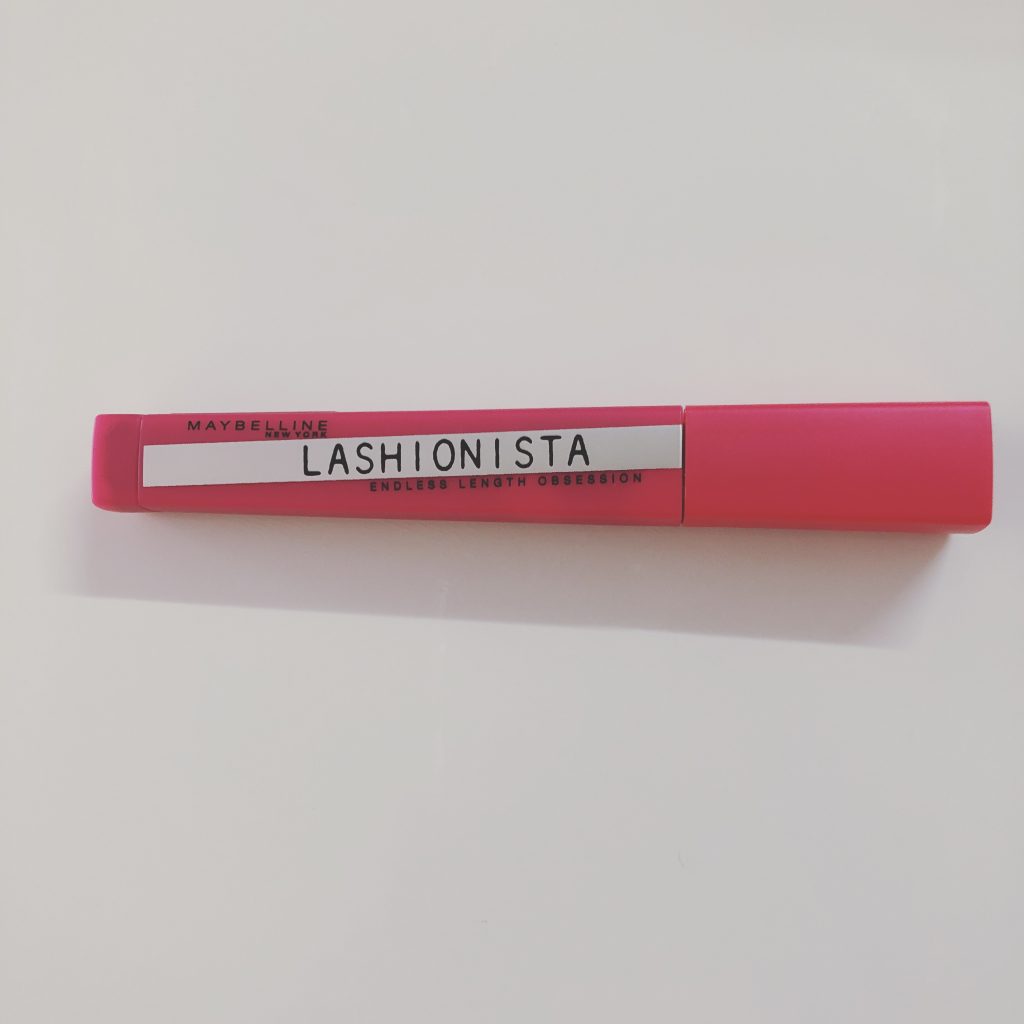 MAYBELLINE
NEW YORK
LASHIONISTA
ENDLESS LENGTH OBSESSION